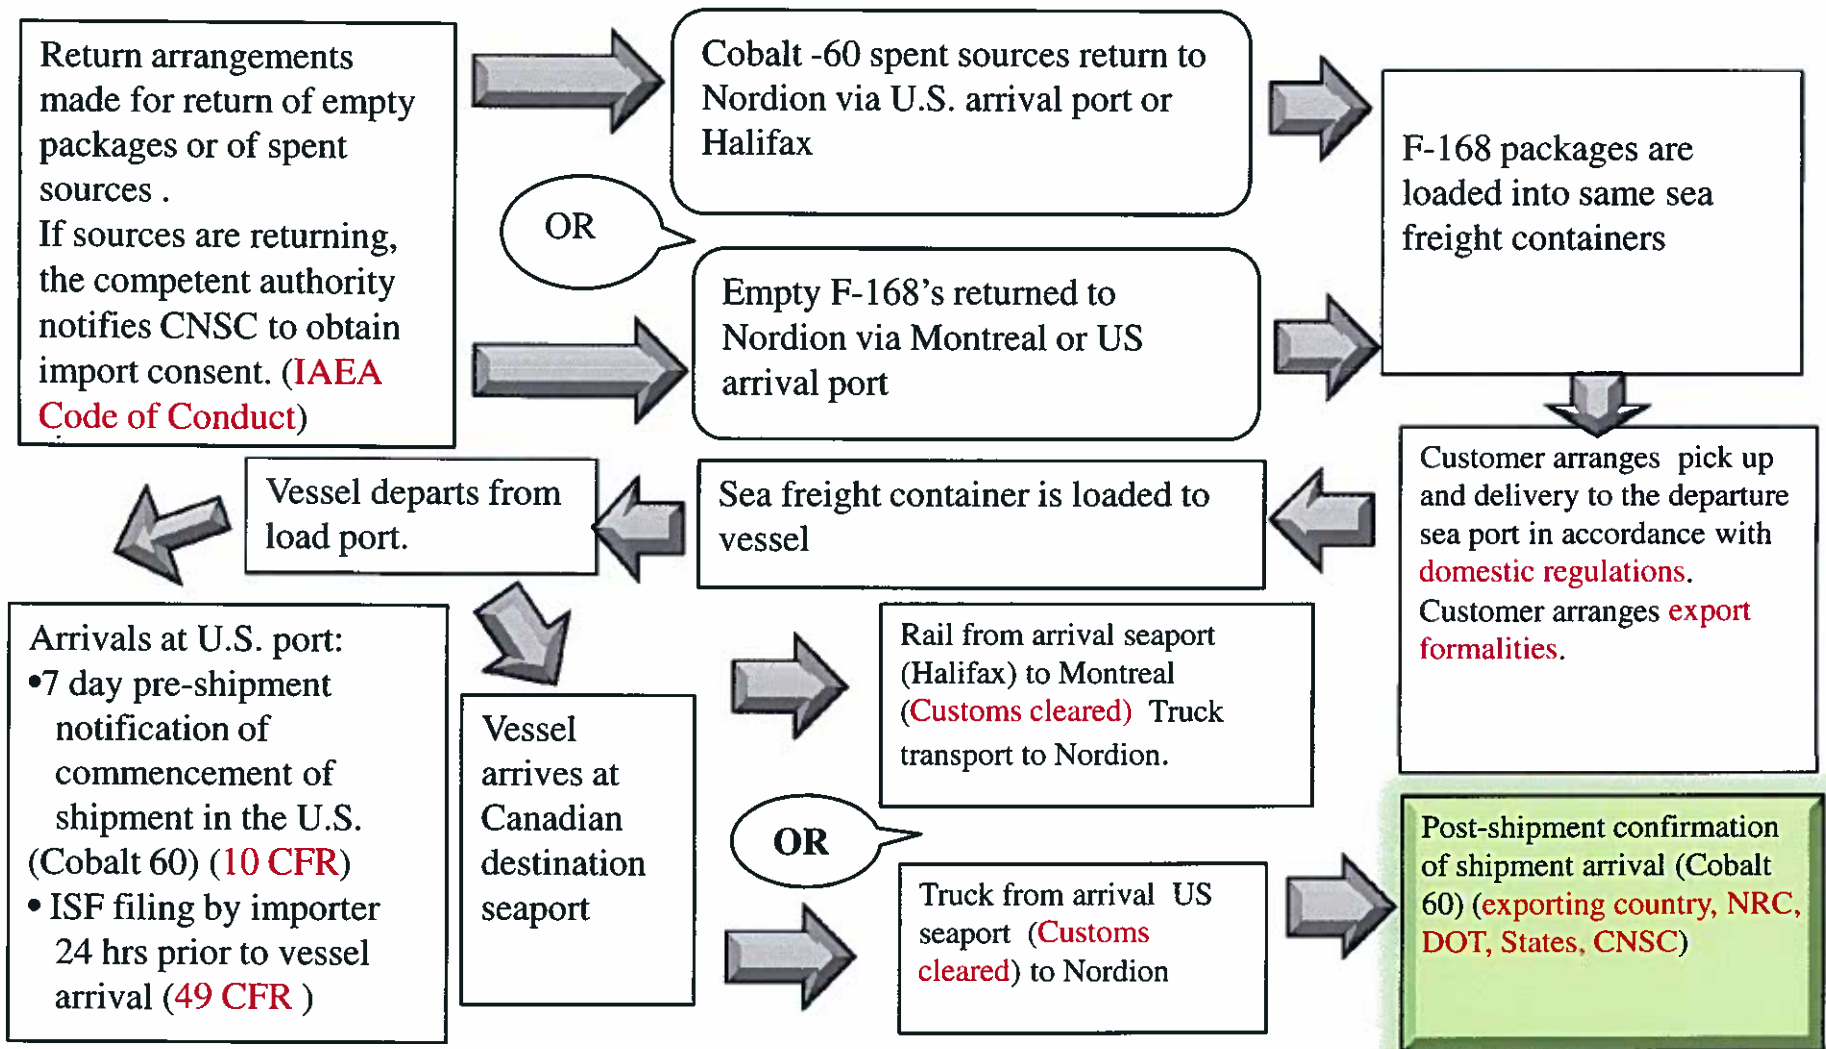 Return arrangements
made for return of empty
packages or of spent
sources .
If sources are returning,
the competent authority
notifies CNSC to obtain
import consent. (IAEA
Code of Conduct)
Cobalt -60 spent sources return to
Nordion via U.S. arrival port or
Halifax
OR
Empty F-168’s returned to
Nordion via Montreal or US
arrival port
F-168 packages are
loaded into same sea
freight containers
Customer arranges pick up
and delivery to the departure
sea port in accordance with
domestic regulations.
Customer arranges export
formalities.
Sea freight container is loaded to
vessel
Vessel departs from
load port.
Arrivals at U.S. port:
•7 day pre-shipment
notification of
commencement of
shipment in the U.S.
(Cobalt 60) (10 CFR)
• ISF filing by importer
24 hrs prior to vessel
arrival (49 CFR )
Vessel
arrives at
Canadian
destination
seaport
Rail from arrival seaport
(Halifax) to Montreal
(Customs cleared) Truck
transport to Nordion.
OR
Truck from arrival US
seaport (Customs
cleared) to Nordion
Post-shipment confirmation
of shipment arrival (Cobalt
60) (exporting country, NRC,
DOT, States, CNSC)